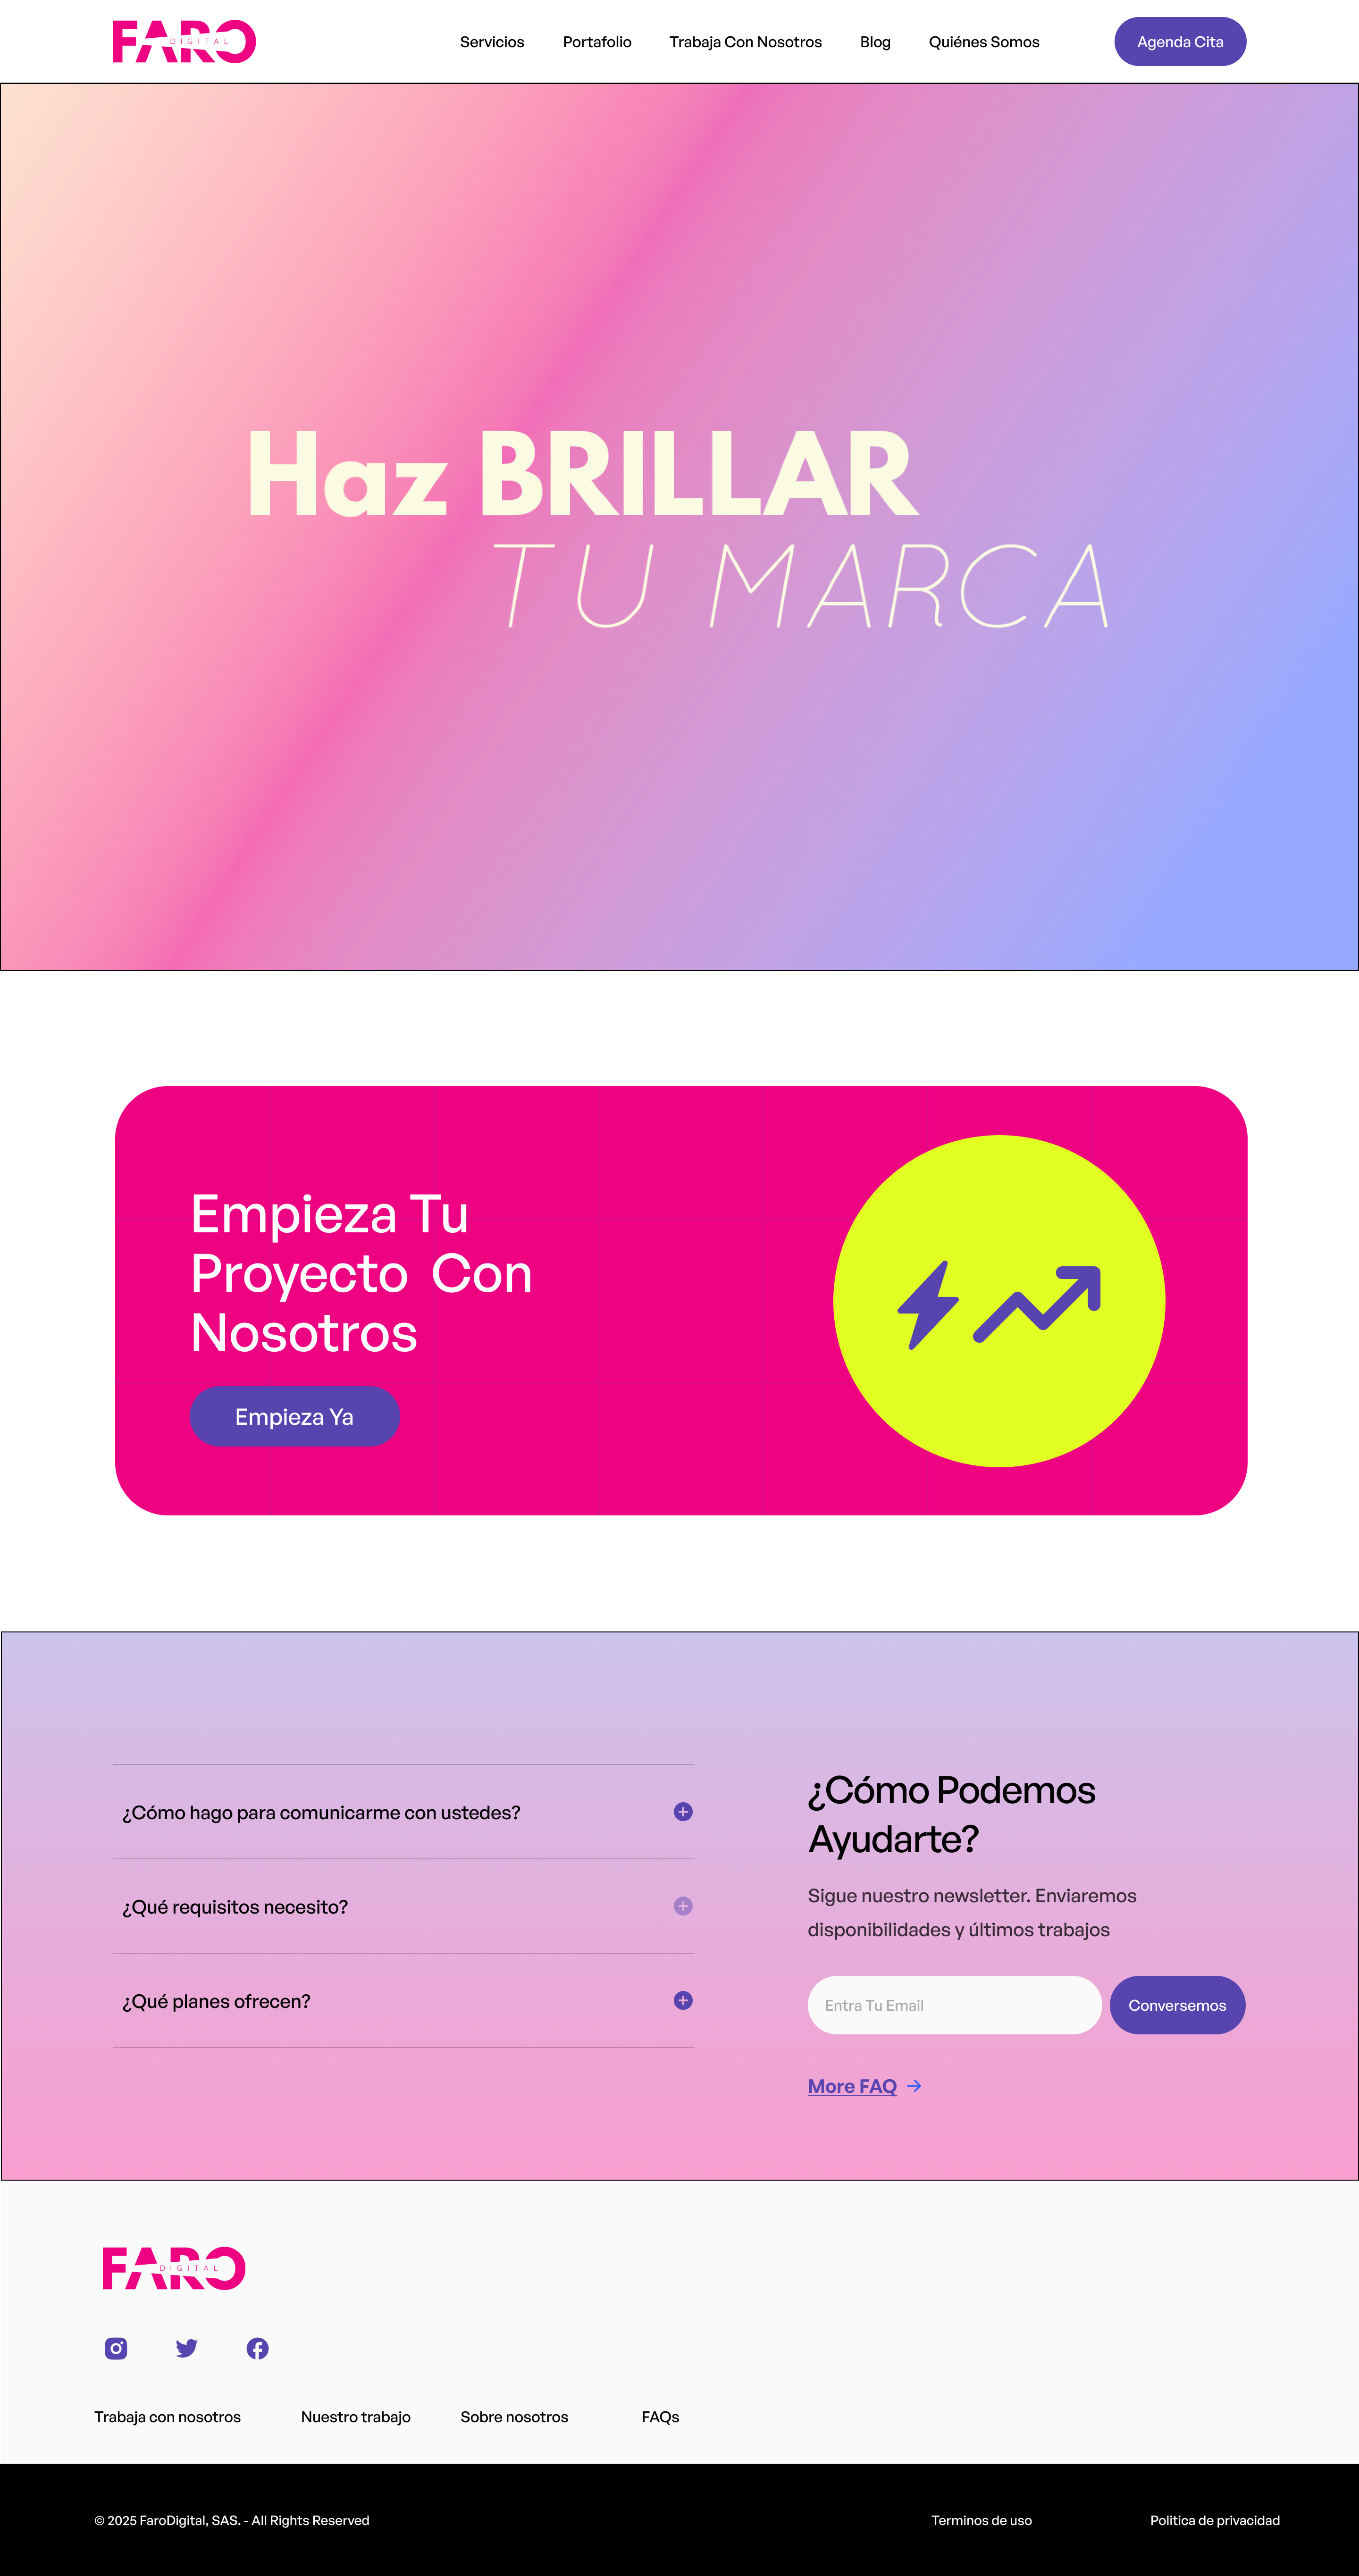 FARO
DIGITAL
Servicios
Portafolio
Trabaja Con Nosotros
Blog
Quiénes Somos
Agenda Cita
Haz BRILLAR
TU MARCA
Empieza Tu
Proyecto Con
Nosotros
Empieza Ya
¿Cómo hago para comunicarme con ustedes?
¿Qué requisitos necesito?
¿Qué planes ofrecen?
¿Cómo Podemos
Ayudarte?
Sigue nuestro newsletter. Enviaremos
disponibilidades y últimos trabajos
Entra Tu Email
Conversemos
More FAQ
FARO
DIGITAL
Trabaja con nosotros
Nuestro trabajo
Sobre nosotros
FAQs
© 2025 FaroDigital, SAS. - All Rights Reserved
Terminos de uso
Politica de privacidad